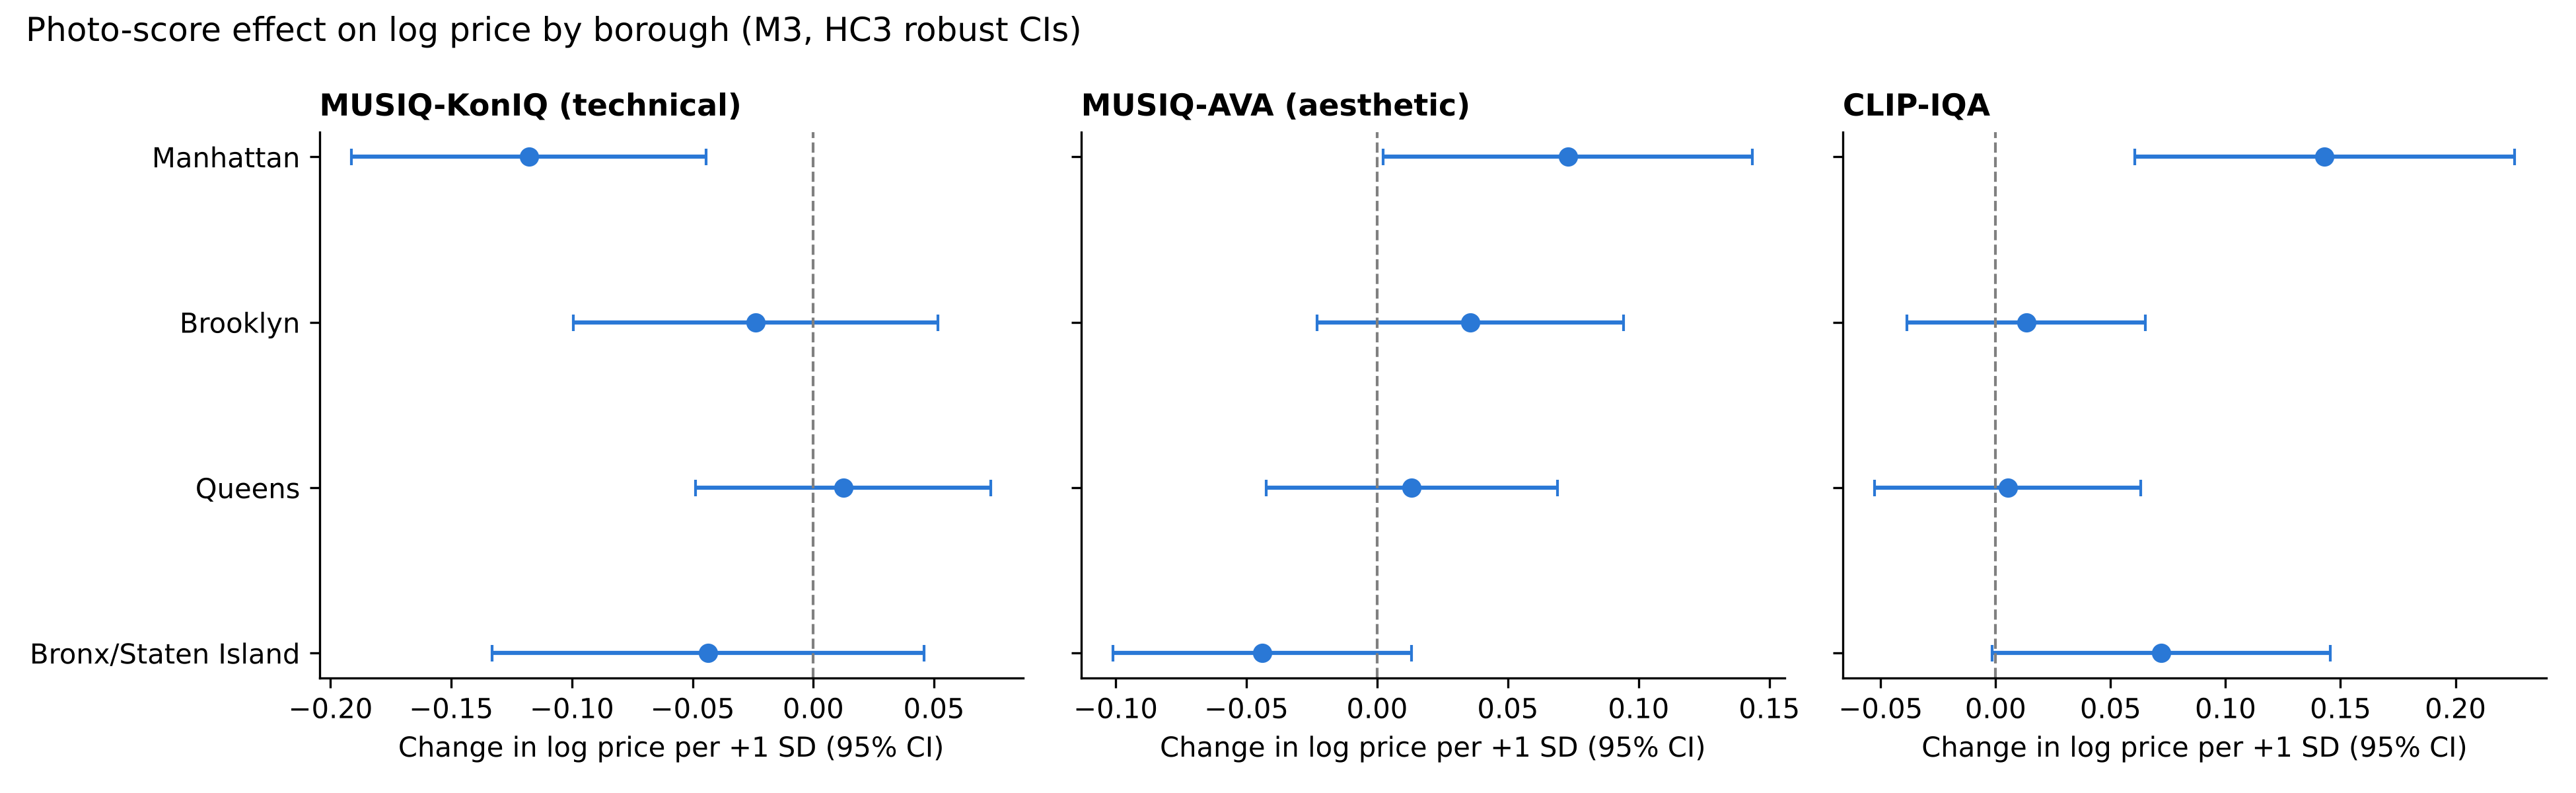 Photo-score effect on log price by borough (M3, HC3 robust CIs)
MUSIQ-KonIQ (technical)
MUSIQ-AVA (aesthetic)
CLIP-IQA
Manhattan
Brooklyn
Queens
Bronx/Staten Island
−0.20 −0.15 −0.10 −0.05 0.00 0.05
−0.10 −0.05 0.00 0.05 0.10 0.15
−0.05 0.00 0.05 0.10 0.15 0.20
Change in log price per +1 SD (95% CI)
Change in log price per +1 SD (95% CI)
Change in log price per +1 SD (95% CI)